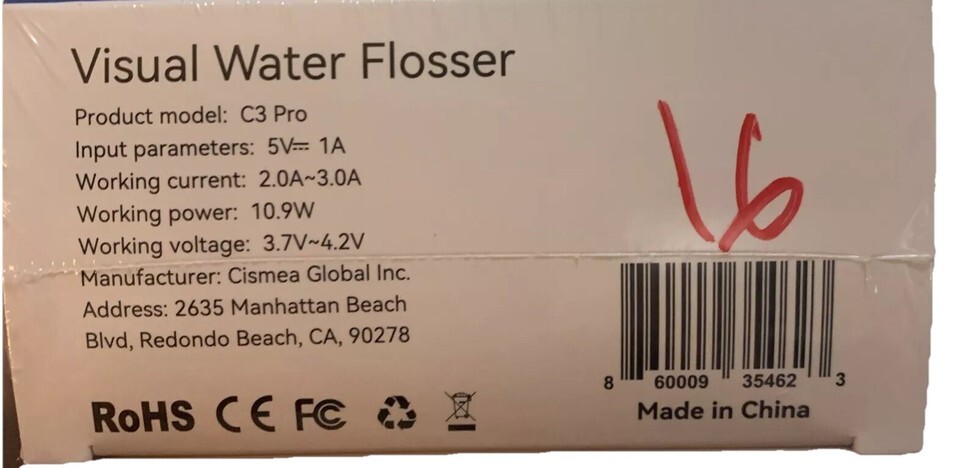 Visual Water Flosser
Product model: C3 Pro
Input parameters: 5V⎓ 1A
Working current: 2.0A~3.0A
Working power: 10.9W
Working voltage: 3.7V~4.2V
Manufacturer: Cismea Global Inc.
Address: 2635 Manhattan Beach
Blvd, Redondo Beach, CA, 90278
RoHS CE FC
16
8 60009 35462 3
Made in China